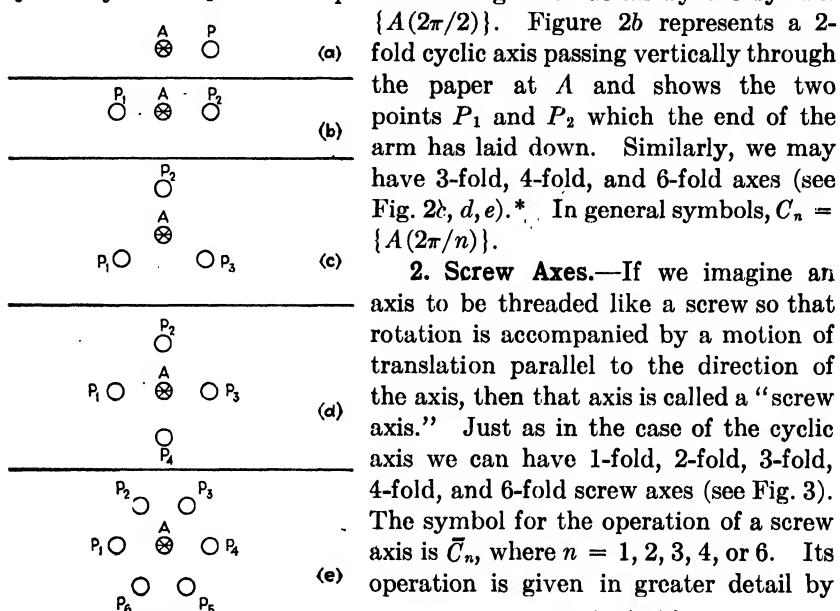 {A(2π/2)}. Figure 2b represents a 2-
fold cyclic axis passing vertically through
the paper at A and shows the two
points P₁ and P₂ which the end of the
arm has laid down. Similarly, we may
have 3-fold, 4-fold, and 6-fold axes (see
Fig. 2c, d, e).* In general symbols, Cₙ =
{A(2π/n)}.
2. Screw Axes.—If we imagine an
axis to be threaded like a screw so that
rotation is accompanied by a motion of
translation parallel to the direction of
the axis, then that axis is called a “screw
axis.” Just as in the case of the cyclic
axis we can have 1-fold, 2-fold, 3-fold,
4-fold, and 6-fold screw axes (see Fig. 3).
The symbol for the operation of a screw
axis is C̄ₙ, where n = 1, 2, 3, 4, or 6. Its
operation is given in greater detail by
A P
(a)
P₁ A P₂
(b)
P₂
A
P₁ P₃ (c)
P₂
A
P₁ P₃
(d)
P₄
P₂ P₃
A
P₁ P₄
(e)
P₆ P₅